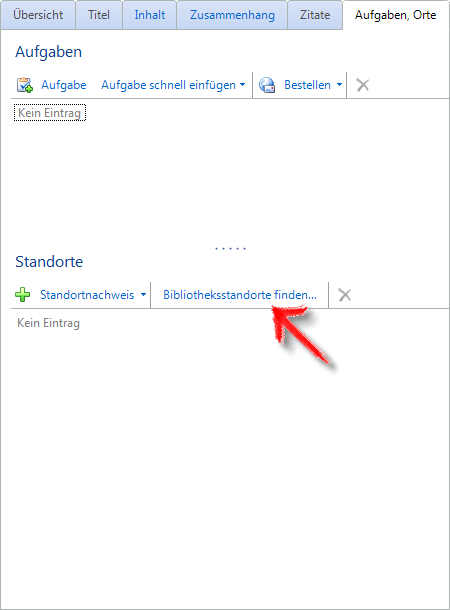 Übersicht Titel Inhalt Zusammenhang Zitate Aufgaben, Orte
Aufgaben
Aufgabe Aufgabe schnell einfügen Bestellen
Kein Eintrag
Standorte
Standortnachweis Bibliotheksstandorte finden...
Kein Eintrag